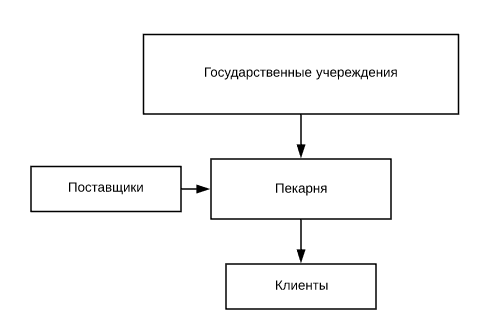 Государственные учереждения
Поставщики
Пекарня
Клиенты